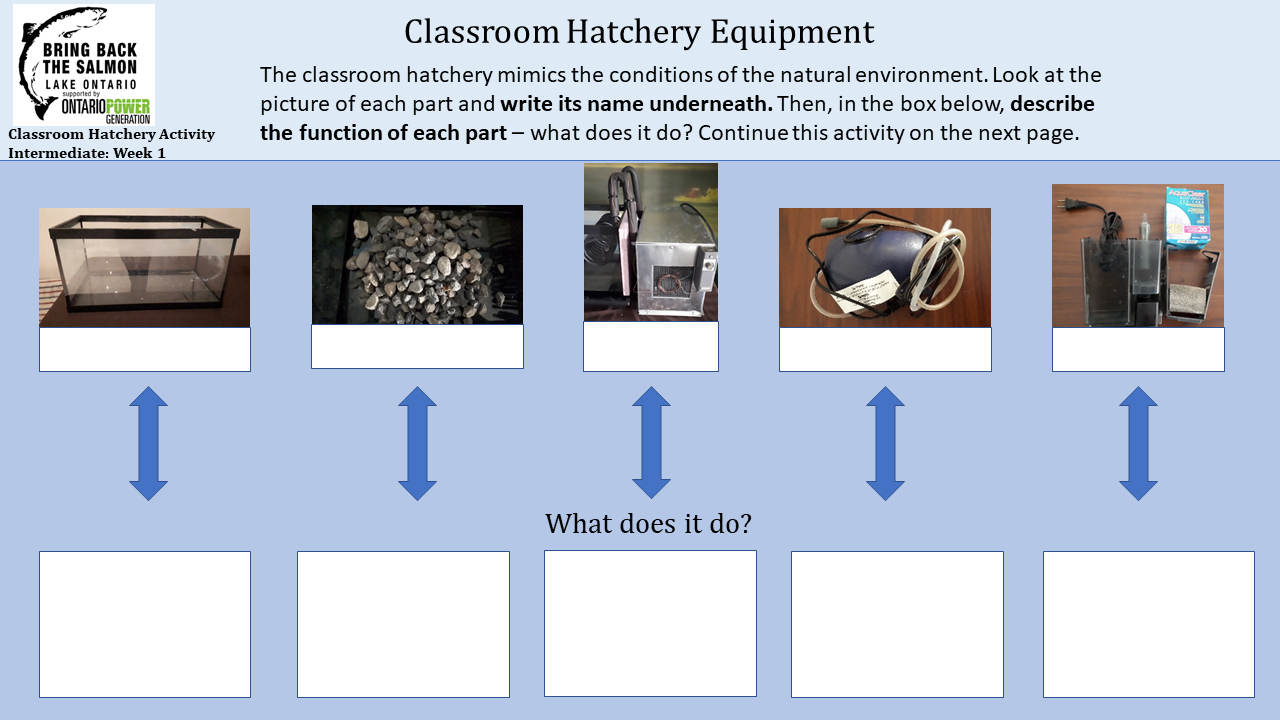 BRING BACK
THE SALMON
LAKE ONTARIO
supported by
ONTARIOPOWER
GENERATION
Classroom Hatchery Activity
Intermediate: Week 1
Classroom Hatchery Equipment
The classroom hatchery mimics the conditions of the natural environment. Look at the
picture of each part and write its name underneath. Then, in the box below, describe
the function of each part – what does it do? Continue this activity on the next page.
AquaClear
20
What does it do?